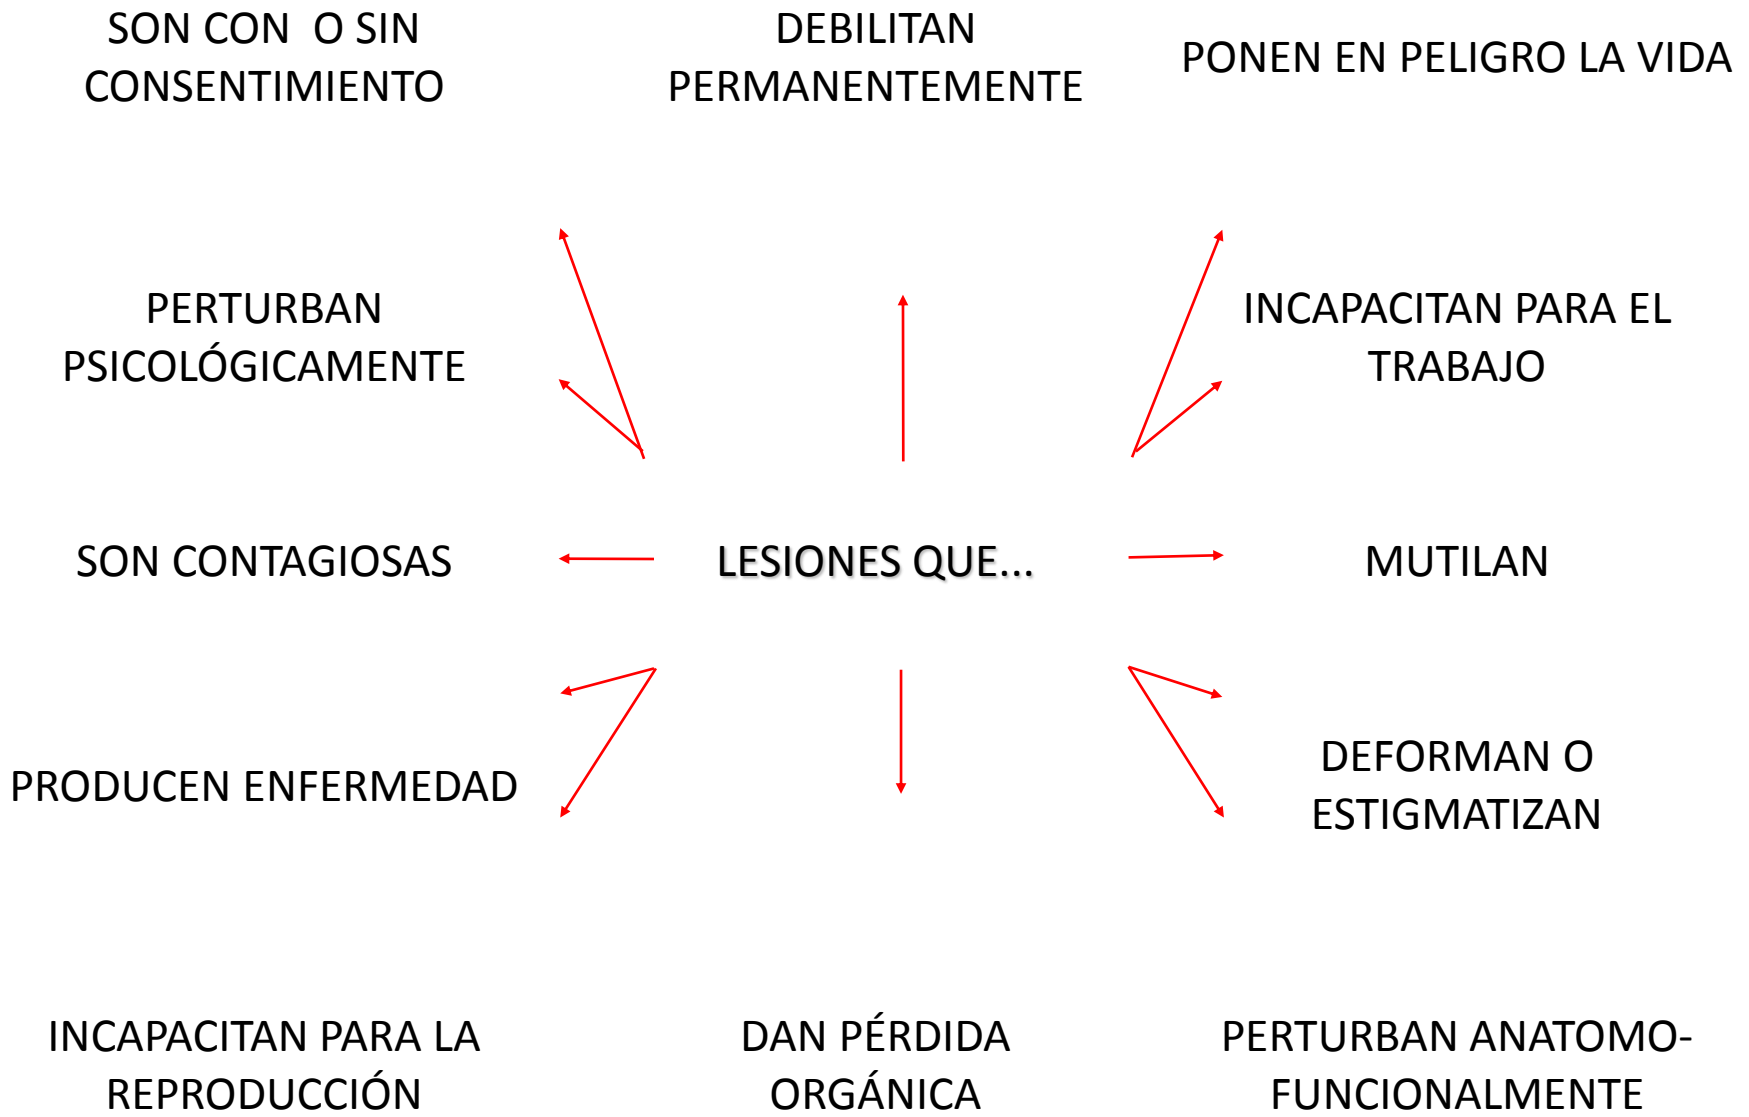 SON CON  O SIN
CONSENTIMIENTO
DEBILITAN
PERMANENTEMENTE
PONEN EN PELIGRO LA VIDA
PERTURBAN
PSICOLÓGICAMENTE
INCAPACITAN PARA EL
TRABAJO
SON CONTAGIOSAS
LESIONES QUE...
MUTILAN
PRODUCEN ENFERMEDAD
DEFORMAN O
ESTIGMATIZAN
INCAPACITAN PARA LA
REPRODUCCIÓN
DAN PÉRDIDA
ORGÁNICA
PERTURBAN ANATOMO-
FUNCIONALMENTE